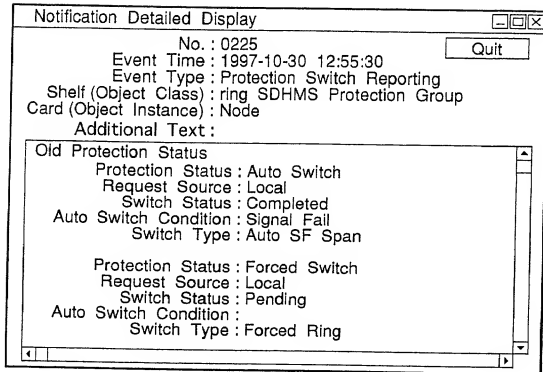 Notification Detailed Display
No. : 0225
Quit
Event Time : 1997-10-30 12:55:30
Event Type : Protection Switch Reporting
Shelf (Object Class) : ring SDHMS Protection Group
Card (Object Instance) : Node
Additional Text :
Old Protection Status
Protection Status : Auto Switch
Request Source : Local
Switch Status : Completed
Auto Switch Condition : Signal Fail
Switch Type : Auto SF Span
Protection Status : Forced Switch
Request Source : Local
Switch Status : Pending
Auto Switch Condition :
Switch Type : Forced Ring